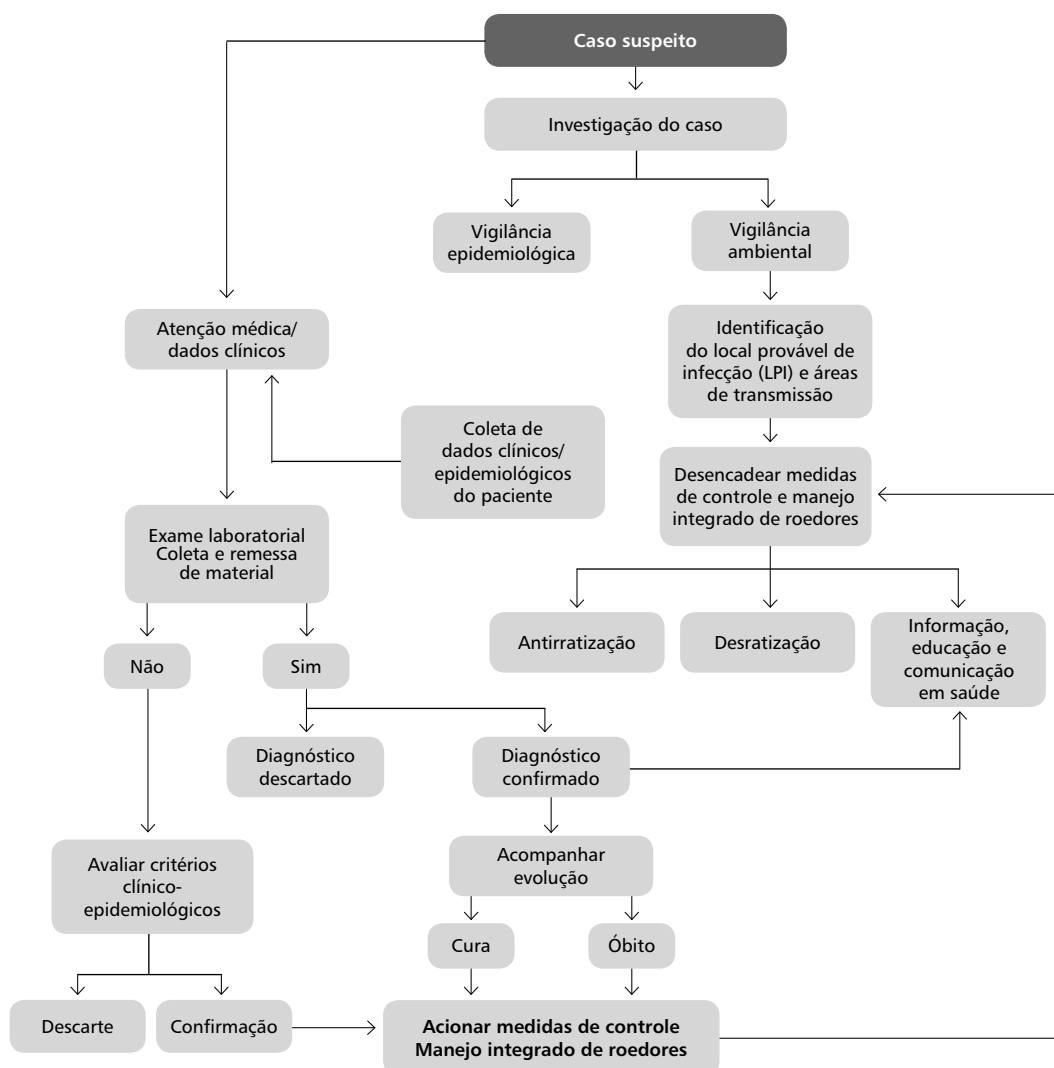 Caso suspeito
Investigação do caso
Vigilância
epidemiológica
Vigilância
ambiental
Atenção médica/
dados clínicos
Identificação
do local provável de
infecção (LPI) e áreas
de transmissão
Coleta de
dados clínicos/
epidemiológicos
do paciente
Desencadear medidas
de controle e manejo
integrado de roedores
Exame laboratorial
Coleta e remessa
de material
Antirratização
Desratização
Informação,
educação e
comunicação
em saúde
Não
Sim
Diagnóstico
descartado
Diagnóstico
confirmado
Avaliar critérios
clínico-
epidemiológicos
Acompanhar
evolução
Cura
Óbito
Descarte
Confirmação
Acionar medidas de controle
Manejo integrado de roedores